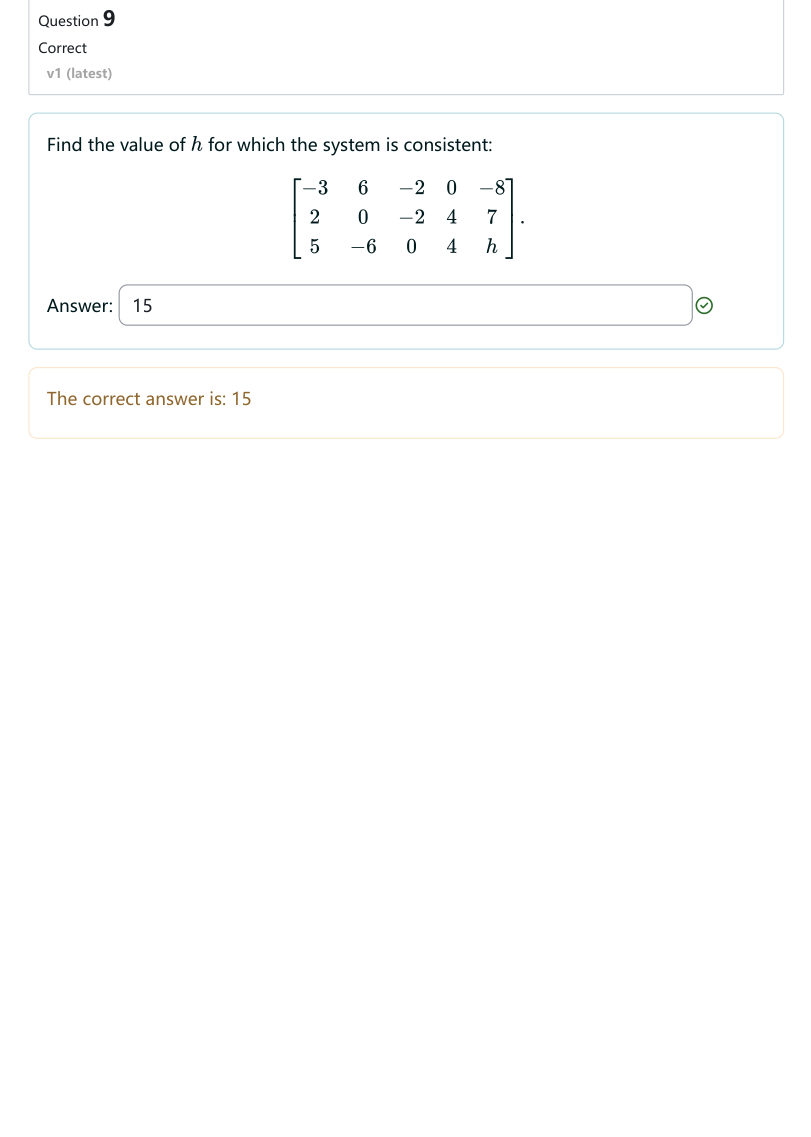 Question 9
Correct
v1 (latest)
Find the value of h for which the system is consistent:
−3 6 −2 0 −8
2 0 −2 4 7
5 −6 0 4 h
.
Answer: 15
The correct answer is: 15